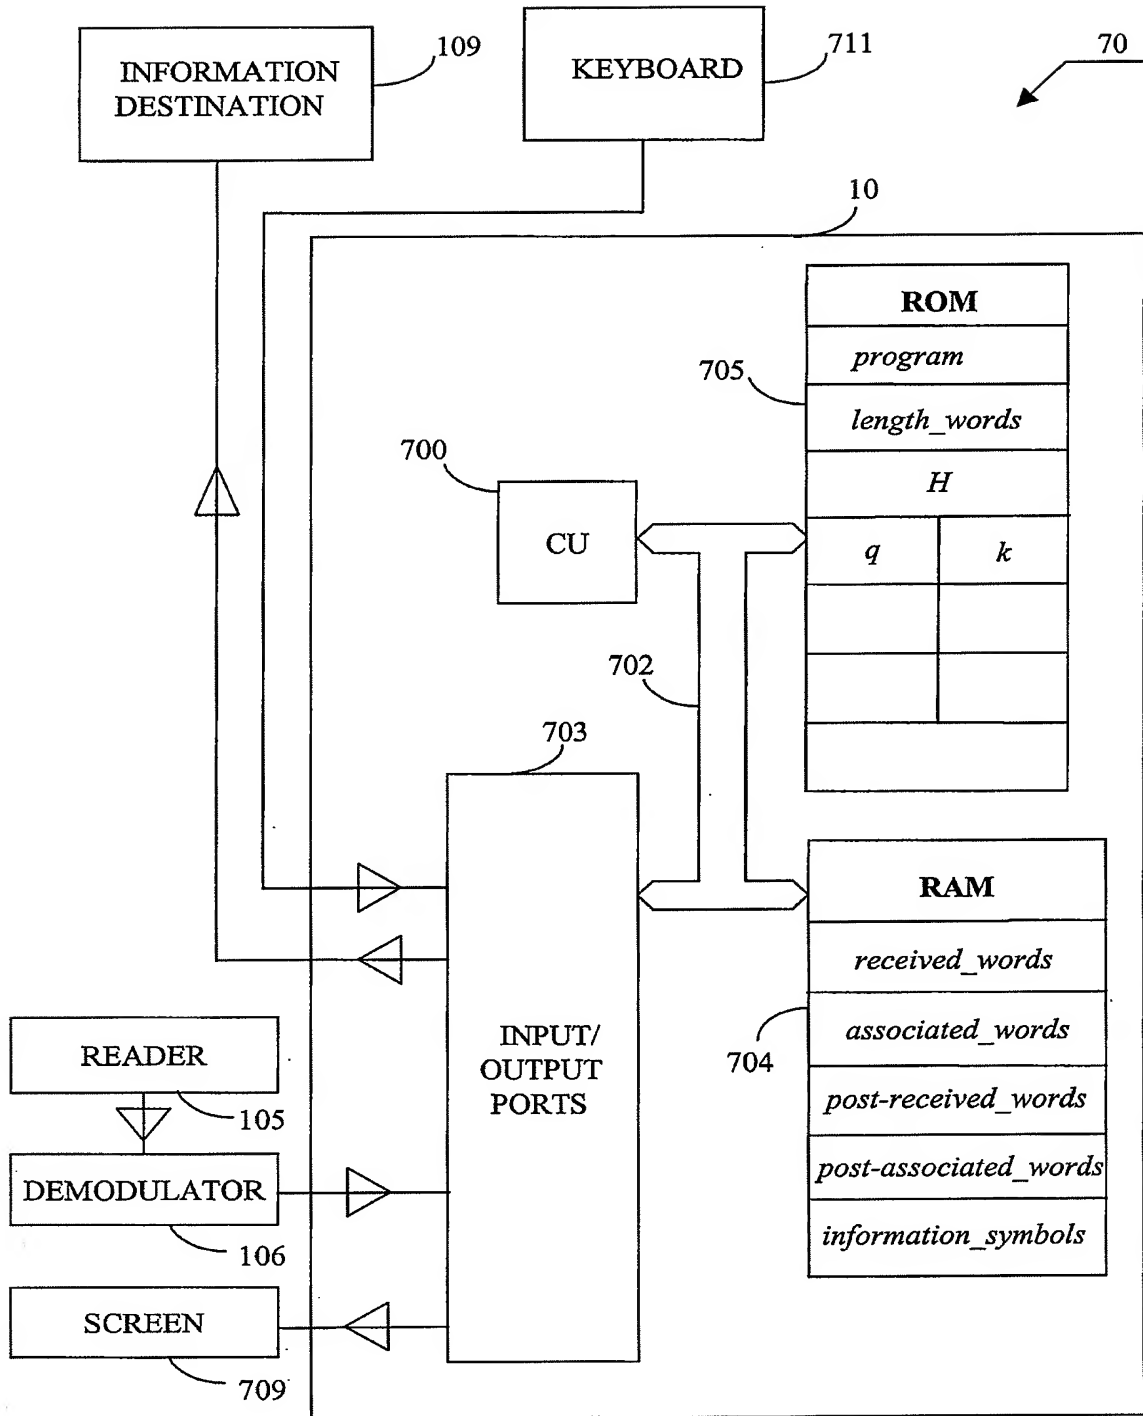 INFORMATION
DESTINATION
109
KEYBOARD
711
70
10
ROM
program
705
length_words
H
q k
700
CU
702
703
INPUT/
OUTPUT
PORTS
RAM
received_words
associated_words
704
post-received_words
post-associated_words
information_symbols
READER
105
DEMODULATOR
106
SCREEN
709